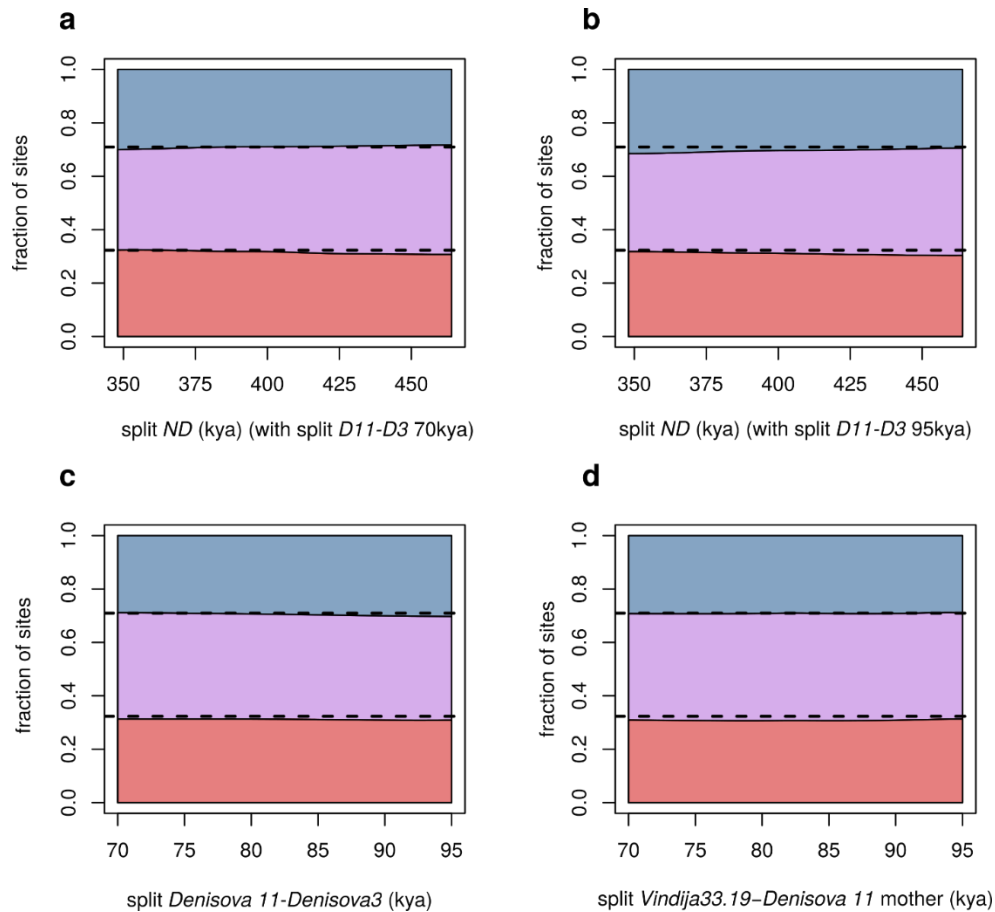 a
fraction of sites
0.0 0.2 0.4 0.6 0.8 1.0
350 375 400 425 450
split ND (kya) (with split D11-D3 70kya)
b
fraction of sites
0.0 0.2 0.4 0.6 0.8 1.0
350 375 400 425 450
split ND (kya) (with split D11-D3 95kya)
c
fraction of sites
0.0 0.2 0.4 0.6 0.8 1.0
70 75 80 85 90 95
split Denisova 11-Denisova3 (kya)
d
fraction of sites
0.0 0.2 0.4 0.6 0.8 1.0
70 75 80 85 90 95
split Vindija33.19–Denisova 11 mother (kya)